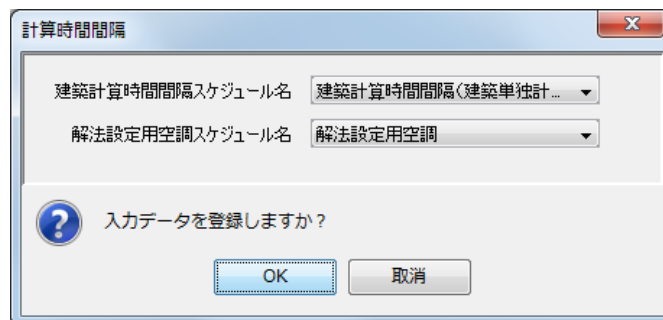 計算時間間隔
建築計算時間間隔スケジュール名 建築計算時間間隔(建築単独計...
解法設定用空調スケジュール名 解法設定用空調
入力データを登録しますか？
OK 取消